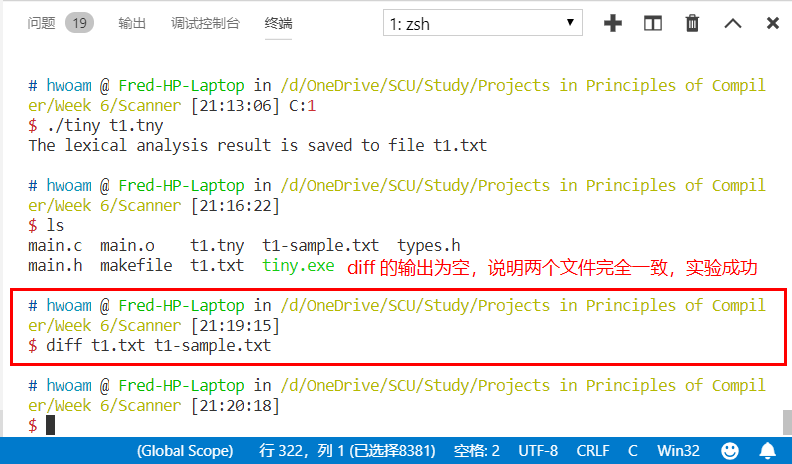 问题 19 输出 调试控制台 终端 1: zsh
# hwoam @ Fred-HP-Laptop in /d/OneDrive/SCU/Study/Projects in Principles of Compil
er/Week 6/Scanner [21:13:06] C:1
$ ./tiny t1.tny
The lexical analysis result is saved to file t1.txt
# hwoam @ Fred-HP-Laptop in /d/OneDrive/SCU/Study/Projects in Principles of Compil
er/Week 6/Scanner [21:16:22]
$ ls
main.c main.o t1.tny t1-sample.txt types.h
main.h makefile t1.txt tiny.exe diff 的输出为空，说明两个文件完全一致，实验成功
# hwoam @ Fred-HP-Laptop in /d/OneDrive/SCU/Study/Projects in Principles of Compil
er/Week 6/Scanner [21:19:15]
$ diff t1.txt t1-sample.txt
# hwoam @ Fred-HP-Laptop in /d/OneDrive/SCU/Study/Projects in Principles of Compil
er/Week 6/Scanner [21:20:18]
$
(Global Scope) 行 322，列 1 (已选择8381) 空格: 2 UTF-8 CRLF C Win32